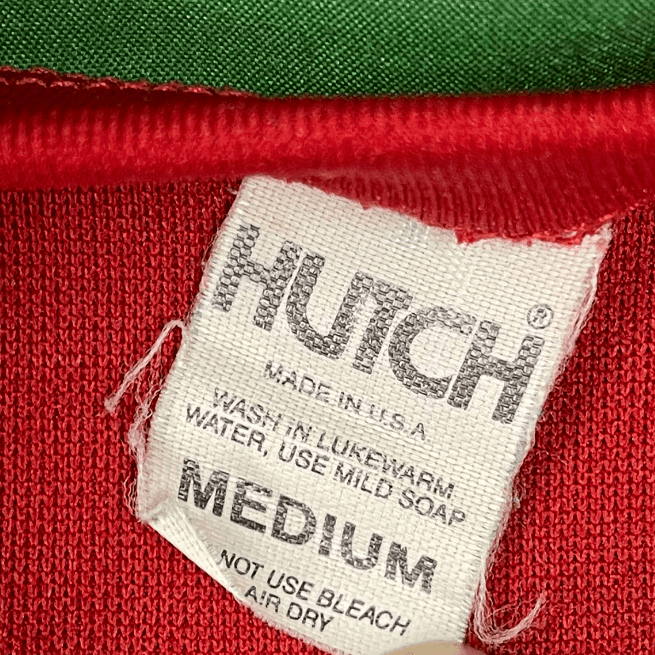 HUTCH®
MADE IN U.S.A
WASH IN LUKEWARM
WATER, USE MILD SOAP
MEDIUM
NOT USE BLEACH
AIR DRY